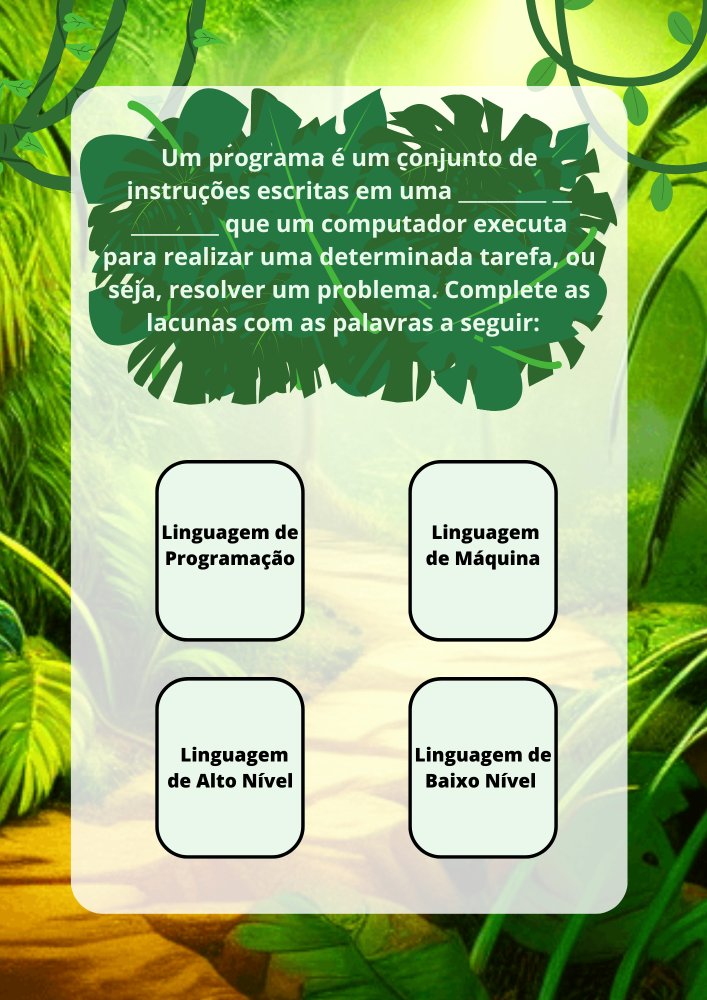 Um programa é um conjunto de
instruções escritas em uma _________ __
_________ que um computador executa
para realizar uma determinada tarefa, ou
seja, resolver um problema. Complete as
lacunas com as palavras a seguir:
Linguagem de
Programação
Linguagem
de Máquina
Linguagem
de Alto Nível
Linguagem de
Baixo Nível